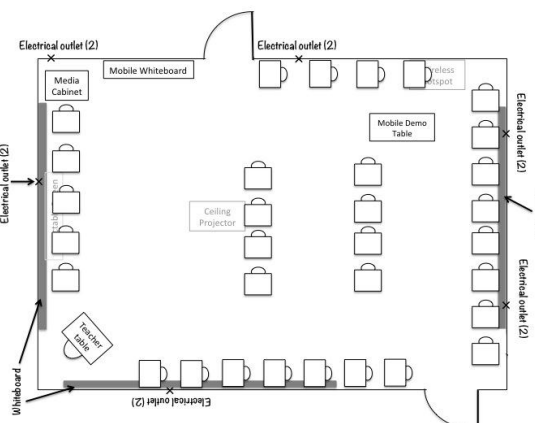 Electrical outlet (2)
Electrical outlet (2)
Mobile Whiteboard
Media
Cabinet
Mobile Demo
Table
Electrical outlet (2)
Electrical outlet (2)
Ceiling
Projector
Electrical outlet (2)
Teacher
table
Whiteboard
Electrical outlet (2)